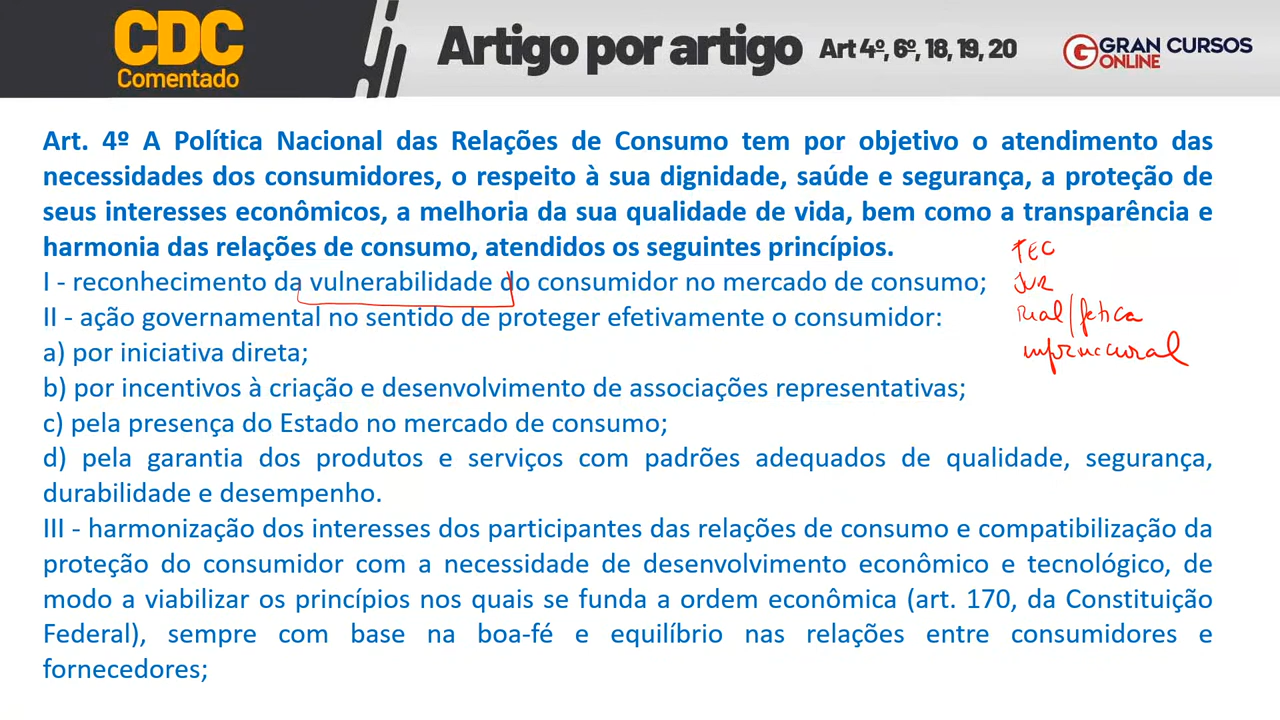 CDC
Comentado
Artigo por artigo Art 4º, 6º, 18, 19, 20
GRAN CURSOS
ONLINE
Art. 4º A Política Nacional das Relações de Consumo tem por objetivo o atendimento das
necessidades dos consumidores, o respeito à sua dignidade, saúde e segurança, a proteção de
seus interesses econômicos, a melhoria da sua qualidade de vida, bem como a transparência e
harmonia das relações de consumo, atendidos os seguintes princípios.
TEC
I - reconhecimento da vulnerabilidade do consumidor no mercado de consumo;
JUR
II - ação governamental no sentido de proteger efetivamente o consumidor:
a) por iniciativa direta;
b) por incentivos à criação e desenvolvimento de associações representativas;
c) pela presença do Estado no mercado de consumo;
d) pela garantia dos produtos e serviços com padrões adequados de qualidade, segurança,
durabilidade e desempenho.
III - harmonização dos interesses dos participantes das relações de consumo e compatibilização da
proteção do consumidor com a necessidade de desenvolvimento econômico e tecnológico, de
modo a viabilizar os princípios nos quais se funda a ordem econômica (art. 170, da Constituição
Federal), sempre com base na boa-fé e equilíbrio nas relações entre consumidores e
fornecedores;